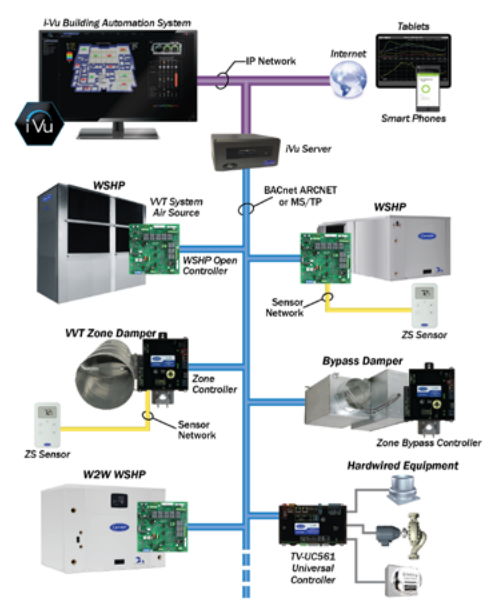 i-Vu Building Automation System
Tablets
IP Network
Internet
Smart Phones
i Vu
iVu Server
WSHP
VVT System
Air Source
BACnet ARCNET
or MS/TP
WSHP
WSHP Open
Controller
Sensor
Network
ZS Sensor
VVT Zone Damper
Bypass Damper
Zone
Controller
Sensor
Network
ZS Sensor
Zone Bypass Controller
W2W WSHP
Hardwired Equipment
Carrier
TV-UC561
Universal
Controller